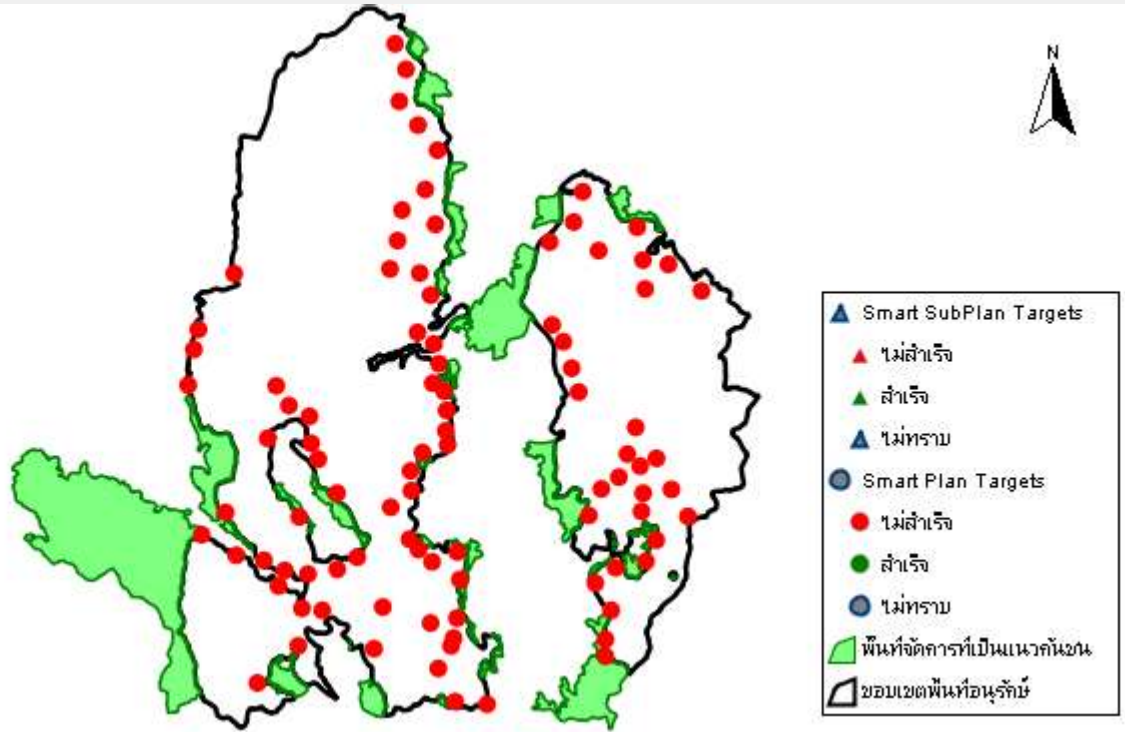 N
Smart SubPlan Targets
ไม่สำเร็จ
สำเร็จ
ไม่ทราบ
Smart Plan Targets
ไม่สำเร็จ
สำเร็จ
ไม่ทราบ
พื้นที่จัดการที่เป็นแนวกันชน
ขอบเขตพื้นที่อนุรักษ์